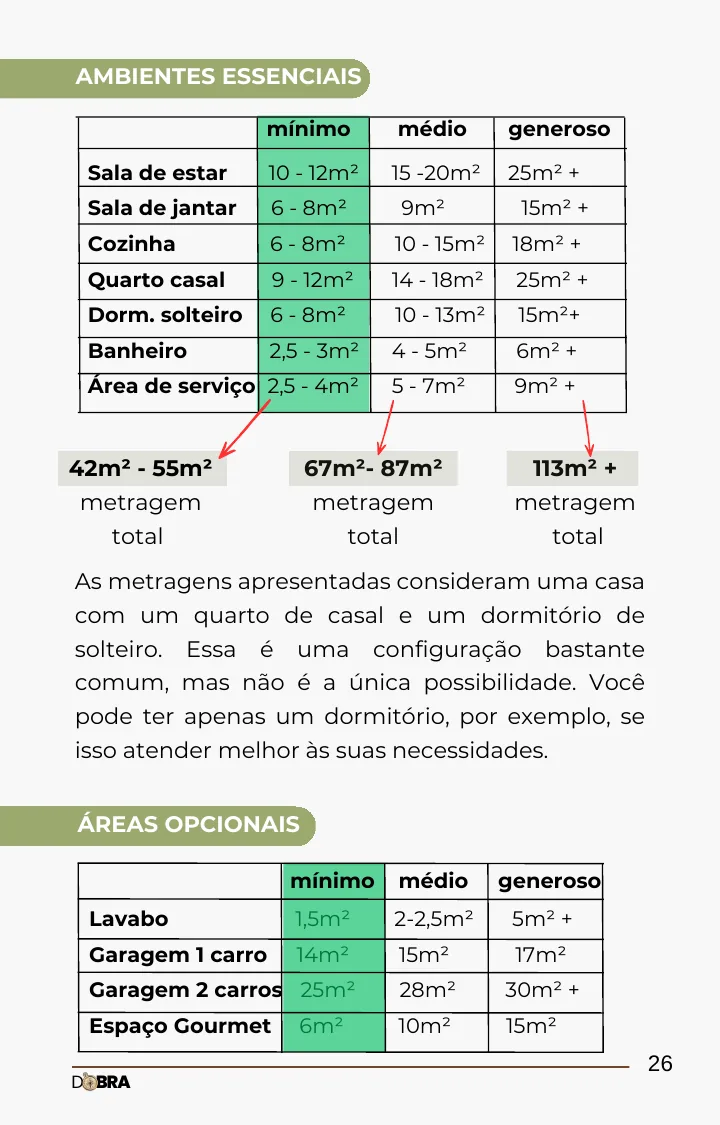 AMBIENTES ESSENCIAIS
mínimo médio generoso
Sala de estar 10 - 12m² 15 -20m² 25m² +
Sala de jantar 6 - 8m² 9m² 15m² +
Cozinha 6 - 8m² 10 - 15m² 18m² +
Quarto casal 9 - 12m² 14 - 18m² 25m² +
Dorm. solteiro 6 - 8m² 10 - 13m² 15m²+
Banheiro 2,5 - 3m² 4 - 5m² 6m² +
Área de serviço 2,5 - 4m² 5 - 7m² 9m² +
42m² - 55m² 67m²- 87m² 113m² +
metragem metragem metragem
total total total
As metragens apresentadas consideram uma casa
com um quarto de casal e um dormitório de
solteiro. Essa é uma configuração bastante
comum, mas não é a única possibilidade. Você
pode ter apenas um dormitório, por exemplo, se
isso atender melhor às suas necessidades.
ÁREAS OPCIONAIS
mínimo médio generoso
Lavabo 1,5m² 2-2,5m² 5m² +
Garagem 1 carro 14m² 15m² 17m²
Garagem 2 carros 25m² 28m² 30m² +
Espaço Gourmet 6m² 10m² 15m²
26
DOBRA